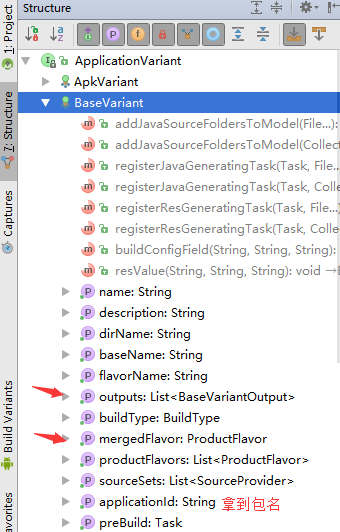 Structure
1: Project
7: Structure
Captures
Build Variants
avorites
ApplicationVariant
ApkVariant
BaseVariant
addJavaSourceFoldersToModel(File...):
addJavaSourceFoldersToModel(Collect
registerJavaGeneratingTask(Task, File.
registerJavaGeneratingTask(Task, Colle
registerResGeneratingTask(Task, File...
registerResGeneratingTask(Task, Collec
buildConfigField(String, String, String):
resValue(String, String, String): void →
name: String
description: String
dirName: String
baseName: String
flavorName: String
outputs: List<BaseVariantOutput>
buildType: BuildType
mergedFlavor: ProductFlavor
productFlavors: List<ProductFlavor>
sourceSets: List<SourceProvider>
applicationId: String 拿到包名
preBuild: Task